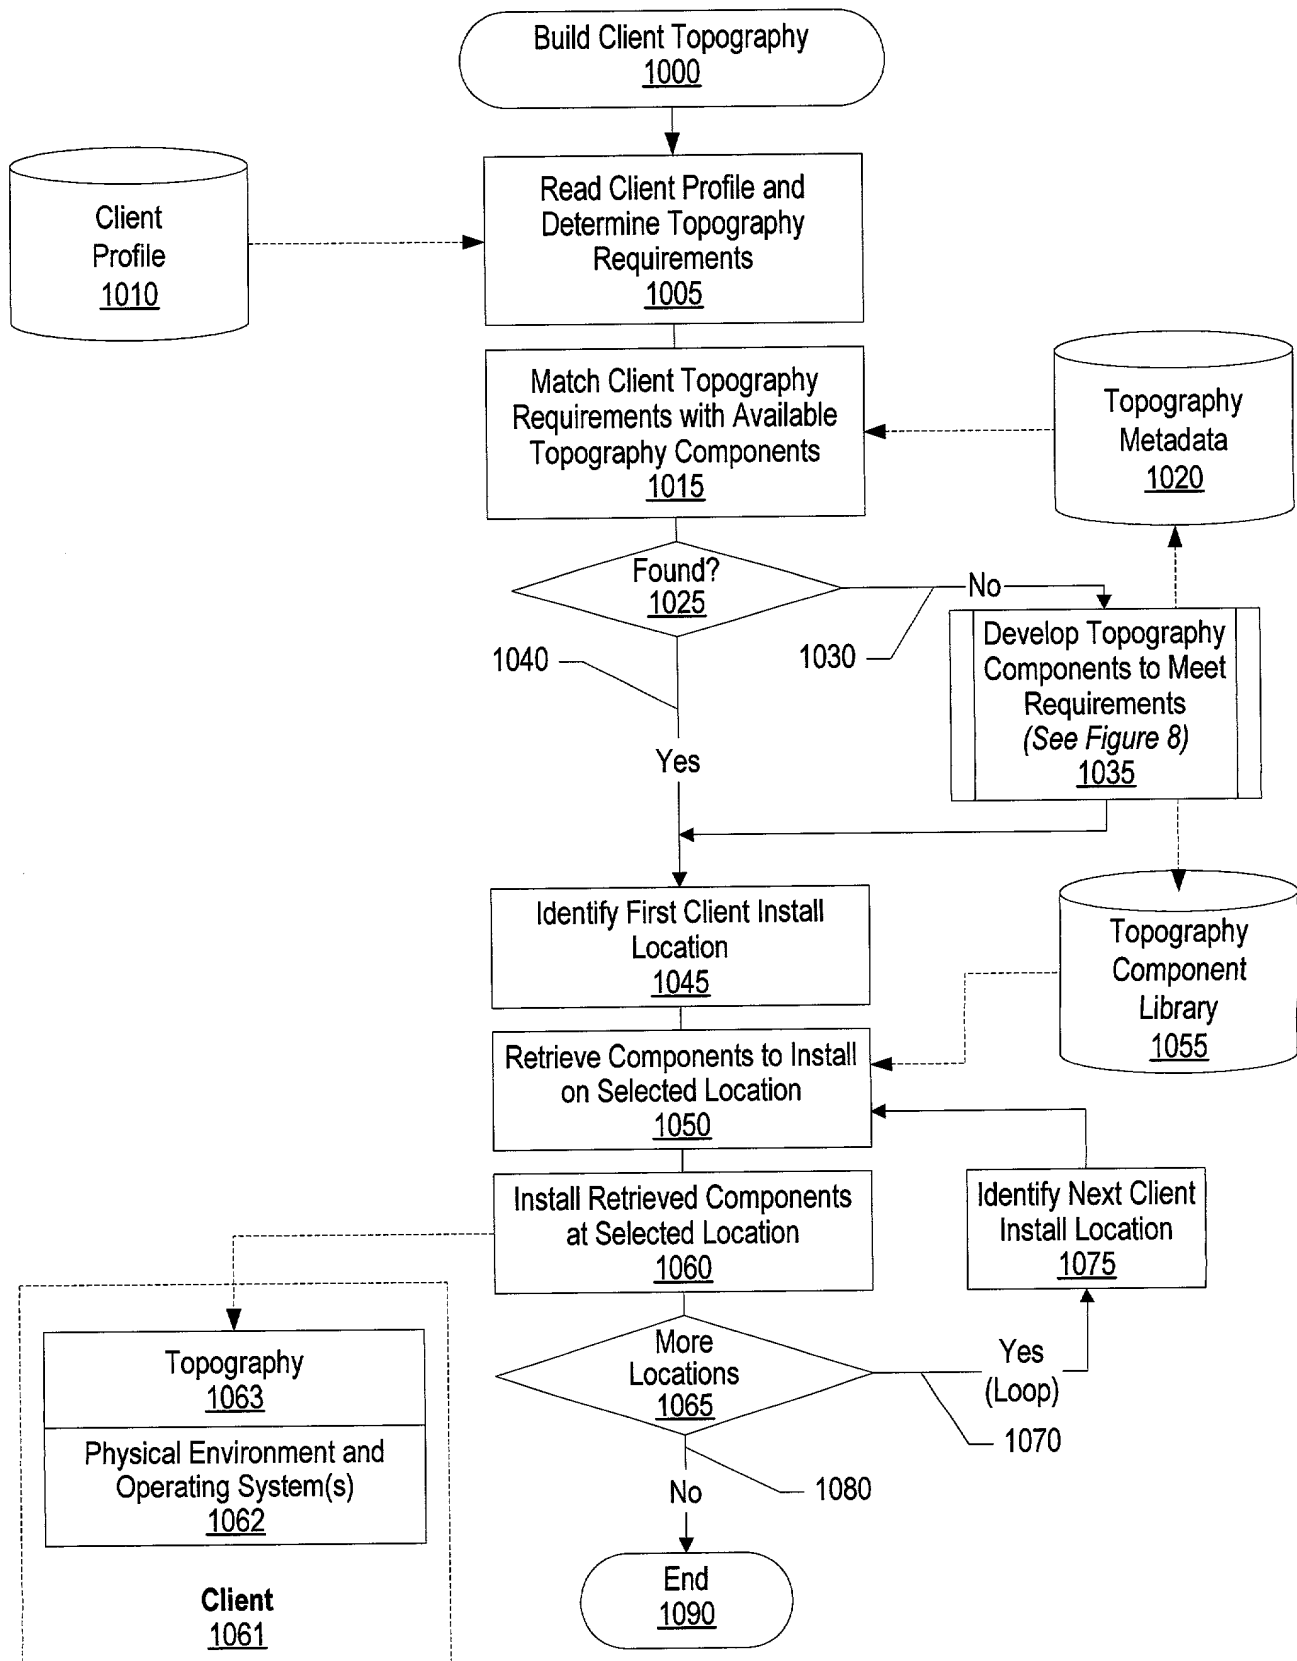 Build Client Topography
1000
Client
Profile
1010
Read Client Profile and
Determine Topography
Requirements
1005
Match Client Topography
Requirements with Available
Topography Components
1015
Topography
Metadata
1020
Found?
1025
No
1030
1040
Yes
Develop Topography
Components to Meet
Requirements
(See Figure 8)
1035
Identify First Client Install
Location
1045
Topography
Component
Library
1055
Retrieve Components to Install
on Selected Location
1050
Install Retrieved Components
at Selected Location
1060
Identify Next Client
Install Location
1075
More
Locations
1065
Yes
(Loop)
1070
No
1080
Topography
1063
Physical Environment and
Operating System(s)
1062
Client
1061
End
1090